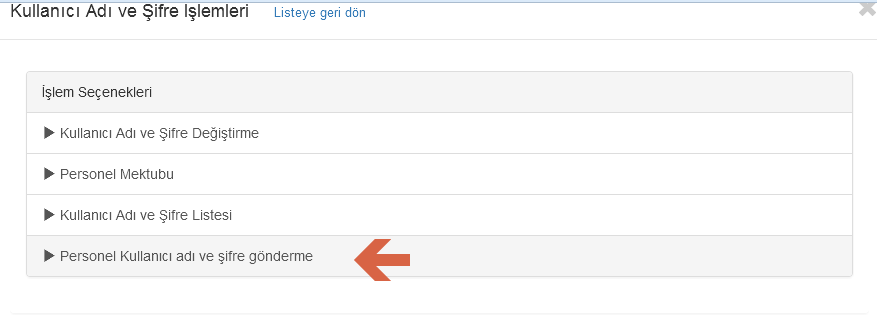 Kullanıcı Adı ve Şifre İşlemleri Listeye geri dön
İşlem Seçenekleri
Kullanıcı Adı ve Şifre Değiştirme
Personel Mektubu
Kullanıcı Adı ve Şifre Listesi
Personel Kullanıcı adı ve şifre gönderme